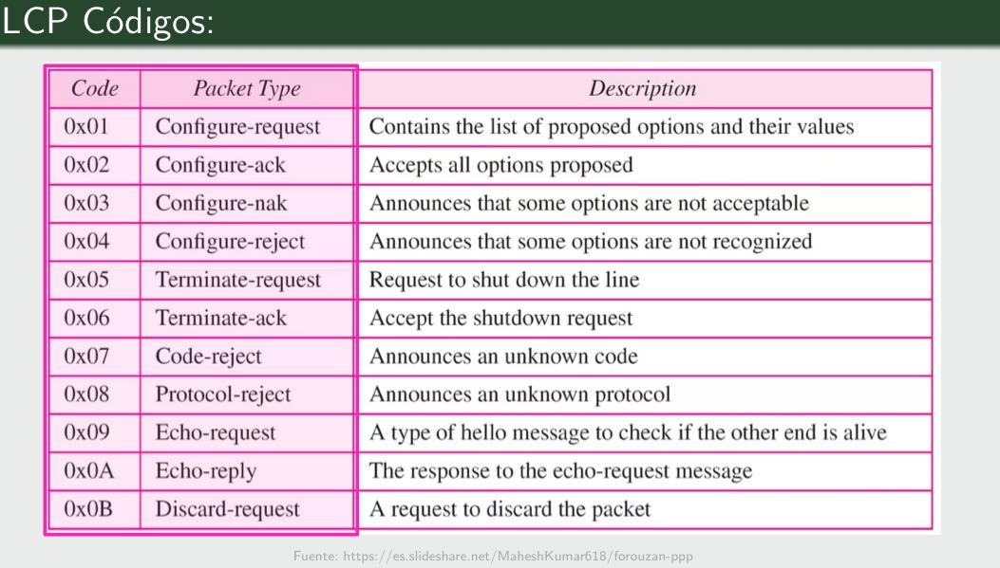 LCP Códigos:
Code Packet Type Description
0x01 Configure-request Contains the list of proposed options and their values
0x02 Configure-ack Accepts all options proposed
0x03 Configure-nak Announces that some options are not acceptable
0x04 Configure-reject Announces that some options are not recognized
0x05 Terminate-request Request to shut down the line
0x06 Terminate-ack Accept the shutdown request
0x07 Code-reject Announces an unknown code
0x08 Protocol-reject Announces an unknown protocol
0x09 Echo-request A type of hello message to check if the other end is alive
0x0A Echo-reply The response to the echo-request message
0x0B Discard-request A request to discard the packet
Fuente: https://es.slideshare.net/MaheshKumar618/forouzan-ppp